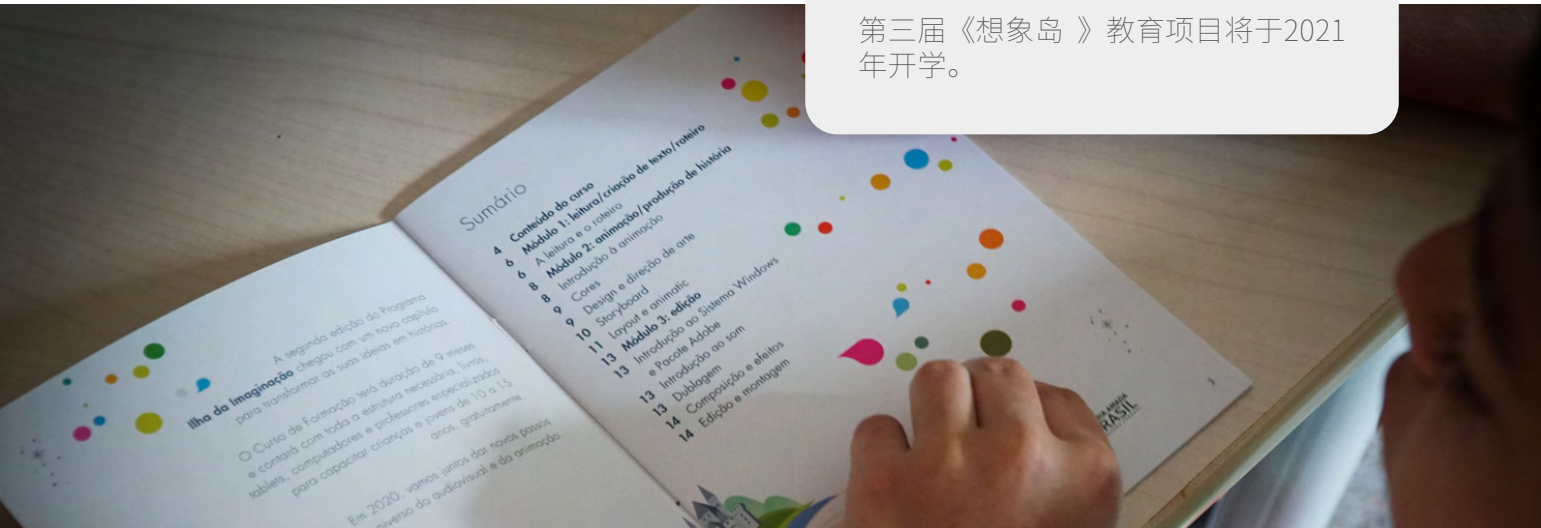 第三届《想象岛 》教育项目将于2021
年开学。
A segunda edição do Programa
Ilha da imaginação chegou com um novo capítulo
para transformar as suas ideias em histórias.
O Curso de Formação terá duração de 9 meses
e contará com toda a estrutura necessária, livros,
tablets, computadores e professores especializados
para capacitar crianças e jovens de 10 a 15
anos, gratuitamente.
Em 2020, vamos juntos dar novos passos
universo do audiovisual e da animação.
Sumário
4 Conteúdo do curso
6 Módulo 1: leitura/criação de texto/roteiro
6 A leitura e o roteiro
8 Módulo 2: animação/produção de história
8 Introdução à animação
9 Cores
9 Design e direção de arte
10 Storyboard
11 Layout e animatic
13 Módulo 3: edição
13 Introdução ao Sistema Windows
e Pacote Adobe
13 Introdução ao som
13 Dublagem
14 Composição e efeitos
14 Edição e montagem
3